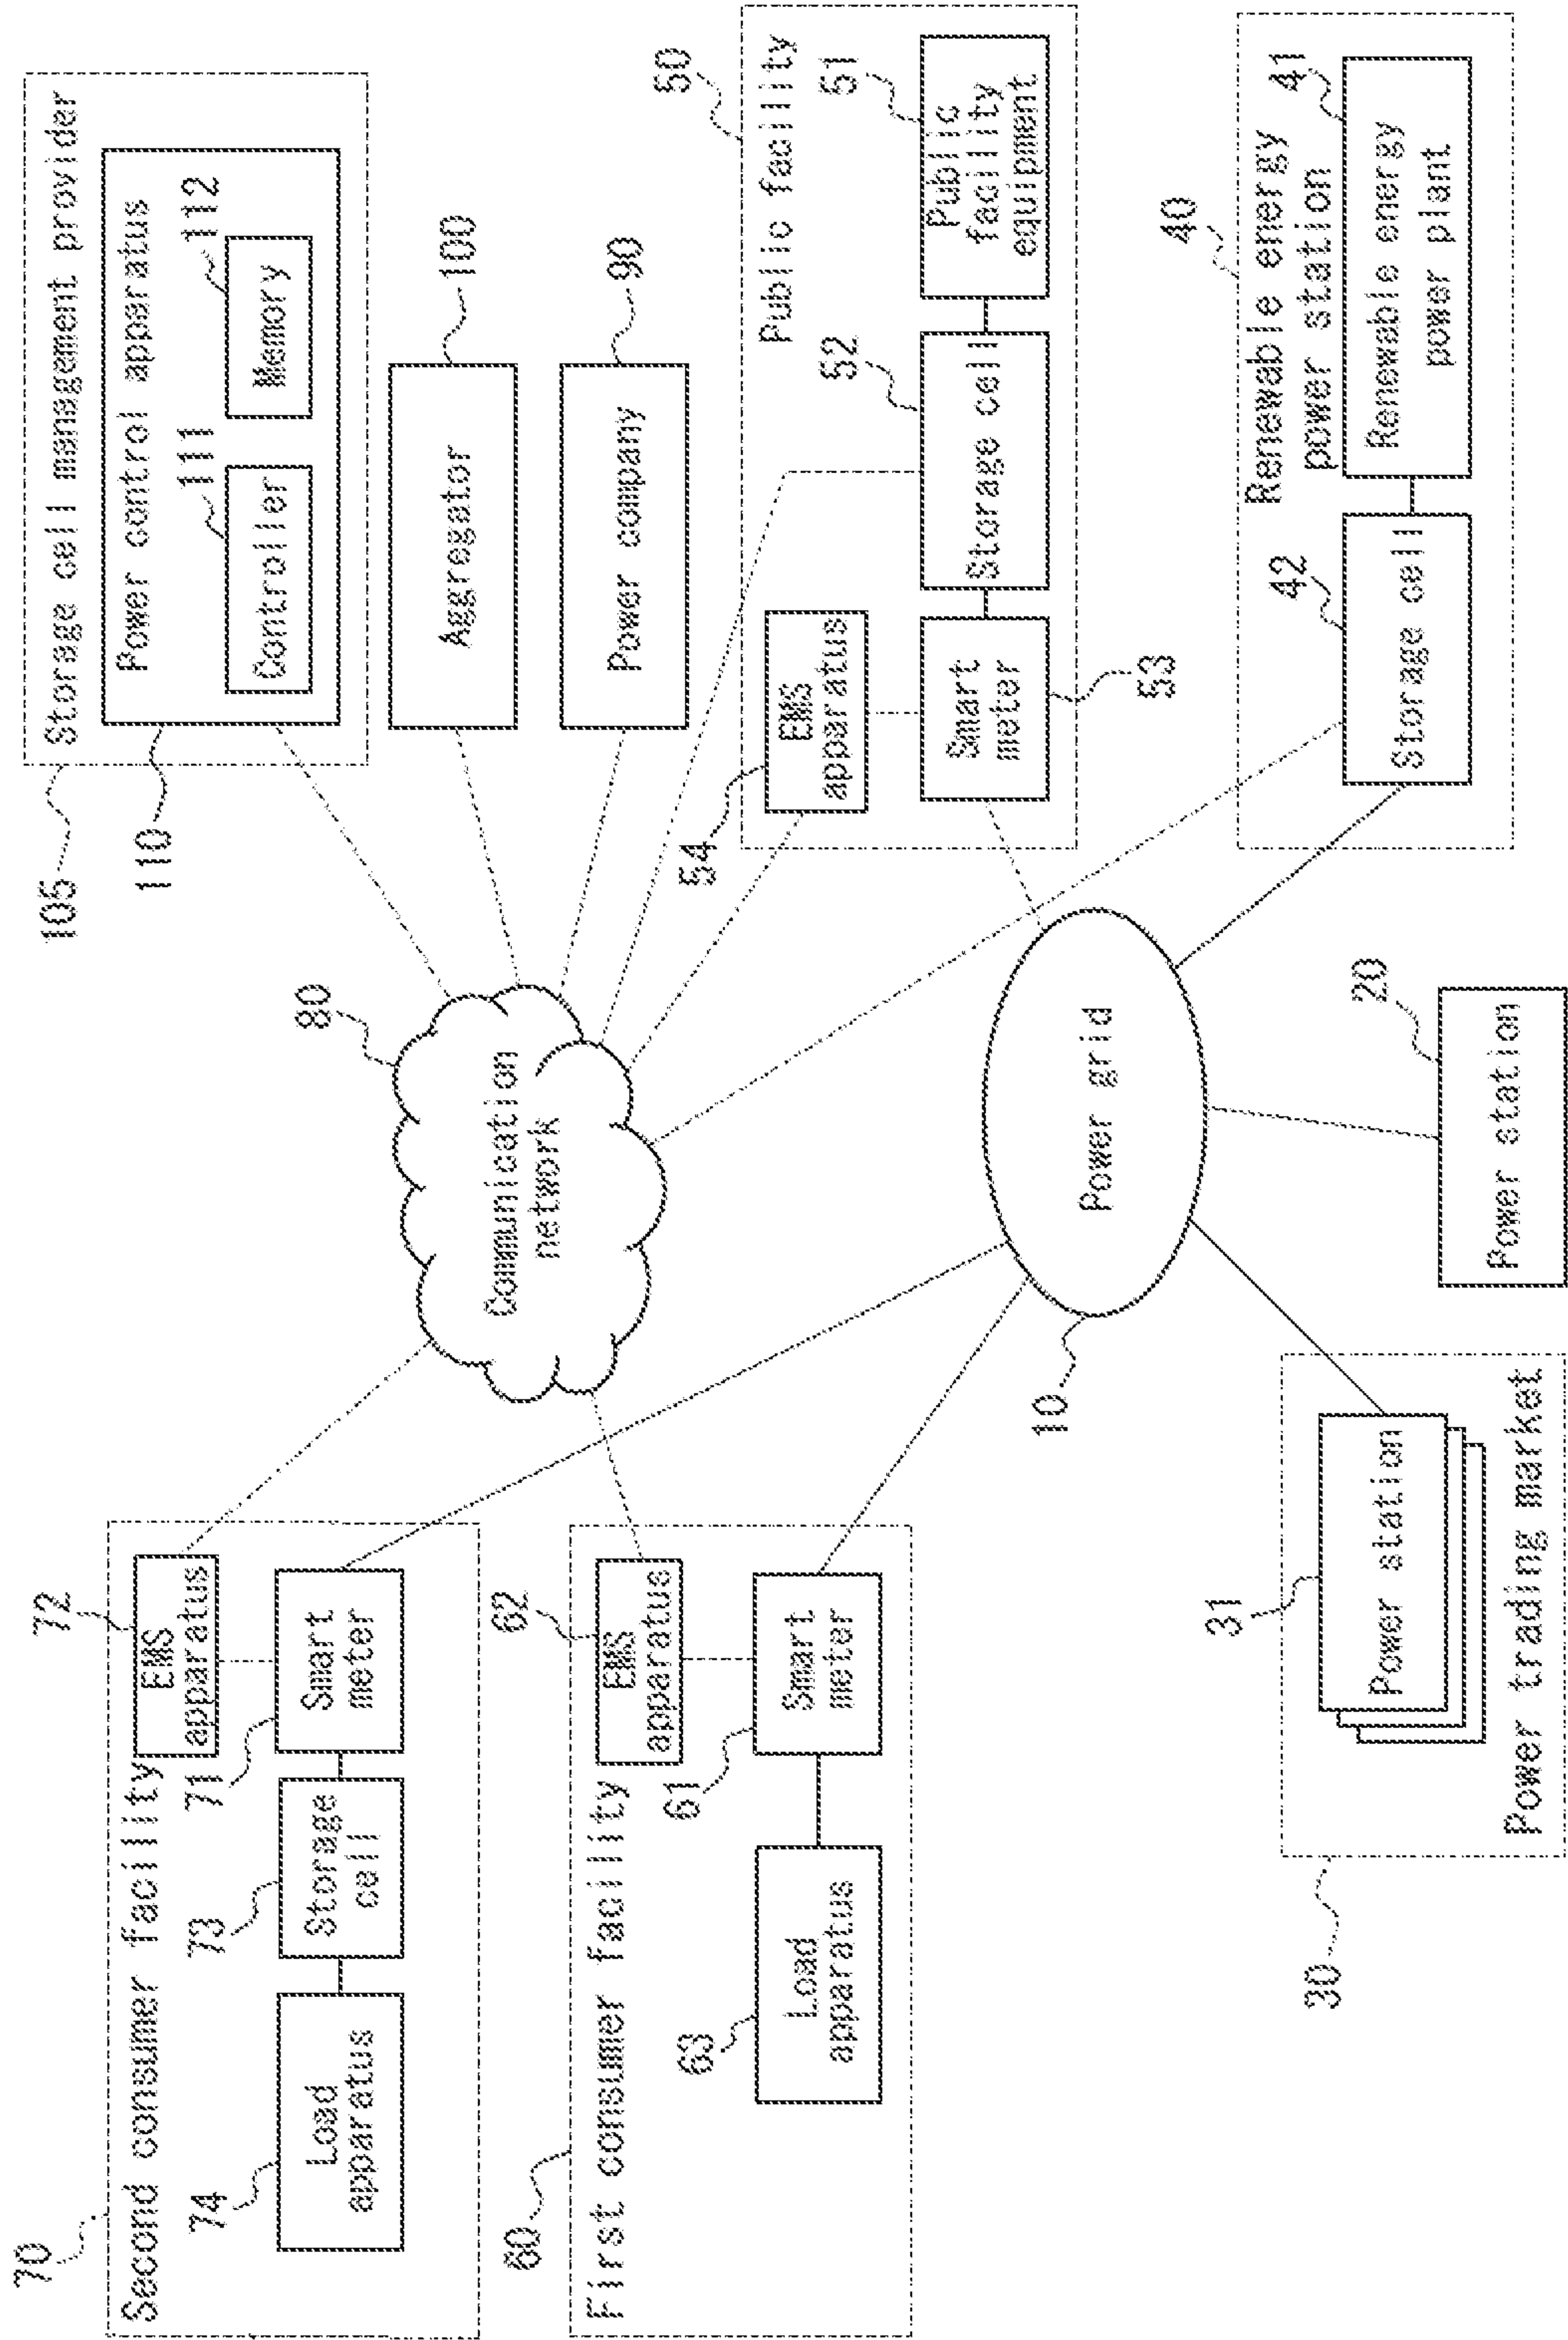 70
Second consumer facility
72
EMS
apparatus
71
Smart
meter
73
Storage
cell
74
Load
apparatus
60
First consumer facility
62
EMS
apparatus
61
Smart
meter
63
Load
apparatus
80
Communication
network
105
Storage cell management provider
110
Power control apparatus
111
Controller
112
Memory
Aggregator
100
Power company
90
50
Public facility
54
EMS
apparatus
53
Smart
meter
52
Storage cell
51
Public
facility
equipment
40
Renewable energy
power station
42
Storage cell
41
Renewable energy
power plant
10
Power grid
20
Power station
30
31
Power station
Power trading market